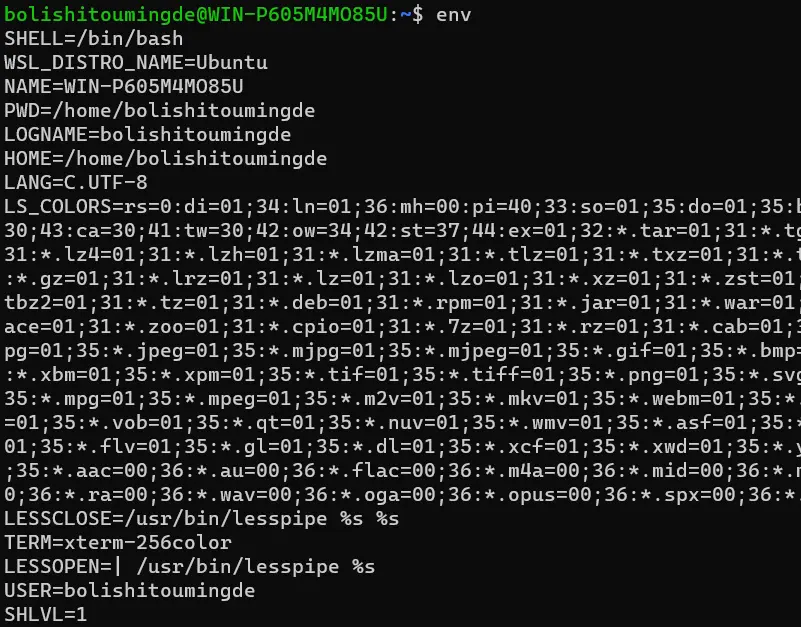 bolishitoumingde@WIN-P605M4MO85U:~$ env
SHELL=/bin/bash
WSL_DISTRO_NAME=Ubuntu
NAME=WIN-P605M4MO85U
PWD=/home/bolishitoumingde
LOGNAME=bolishitoumingde
HOME=/home/bolishitoumingde
LANG=C.UTF-8
LS_COLORS=rs=0:di=01;34:ln=01;36:mh=00:pi=40;33:so=01;35:do=01;35:b
30;43:ca=30;41:tw=30;42:ow=34;42:st=37;44:ex=01;32:*.tar=01;31:*.tg
31:*.lz4=01;31:*.lzh=01;31:*.lzma=01;31:*.tlz=01;31:*.txz=01;31:*.t
:*.gz=01;31:*.lrz=01;31:*.lz=01;31:*.lzo=01;31:*.xz=01;31:*.zst=01;
tbz2=01;31:*.tz=01;31:*.deb=01;31:*.rpm=01;31:*.jar=01;31:*.war=01;
ace=01;31:*.zoo=01;31:*.cpio=01;31:*.7z=01;31:*.rz=01;31:*.cab=01;3
pg=01;35:*.jpeg=01;35:*.mjpg=01;35:*.mjpeg=01;35:*.gif=01;35:*.bmp=
:*.xbm=01;35:*.xpm=01;35:*.tif=01;35:*.tiff=01;35:*.png=01;35:*.svg
35:*.mpg=01;35:*.mpeg=01;35:*.m2v=01;35:*.mkv=01;35:*.webm=01;35:*.
=01;35:*.vob=01;35:*.qt=01;35:*.nuv=01;35:*.wmv=01;35:*.asf=01;35:*
01;35:*.flv=01;35:*.gl=01;35:*.dl=01;35:*.xcf=01;35:*.xwd=01;35:*.y
;35:*.aac=00;36:*.au=00;36:*.flac=00;36:*.m4a=00;36:*.mid=00;36:*.m
0;36:*.ra=00;36:*.wav=00;36:*.oga=00;36:*.opus=00;36:*.spx=00;36:*.
LESSCLOSE=/usr/bin/lesspipe %s %s
TERM=xterm-256color
LESSOPEN=| /usr/bin/lesspipe %s
USER=bolishitoumingde
SHLVL=1